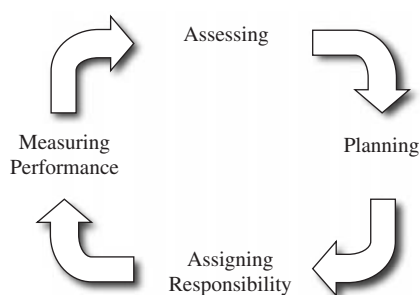 Assessing
Planning
Assigning
Responsibility
Measuring
Performance